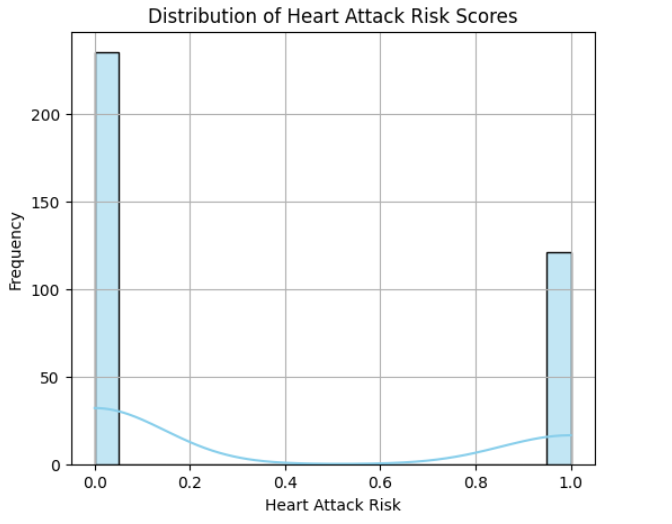 Distribution of Heart Attack Risk Scores
Frequency
200
150
100
50
0
0.0 0.2 0.4 0.6 0.8 1.0
Heart Attack Risk